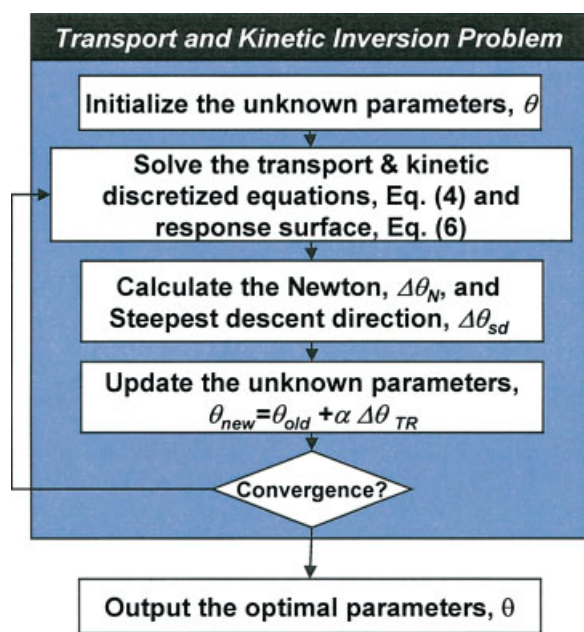 Transport and Kinetic Inversion Problem
Initialize the unknown parameters, θ
Solve the transport & kinetic
discretized equations, Eq. (4) and
response surface, Eq. (6)
Calculate the Newton, Δθ_N, and
Steepest descent direction, Δθ_sd
Update the unknown parameters,
θ_new=θ_old +α Δθ_TR
Convergence?
Output the optimal parameters, θ